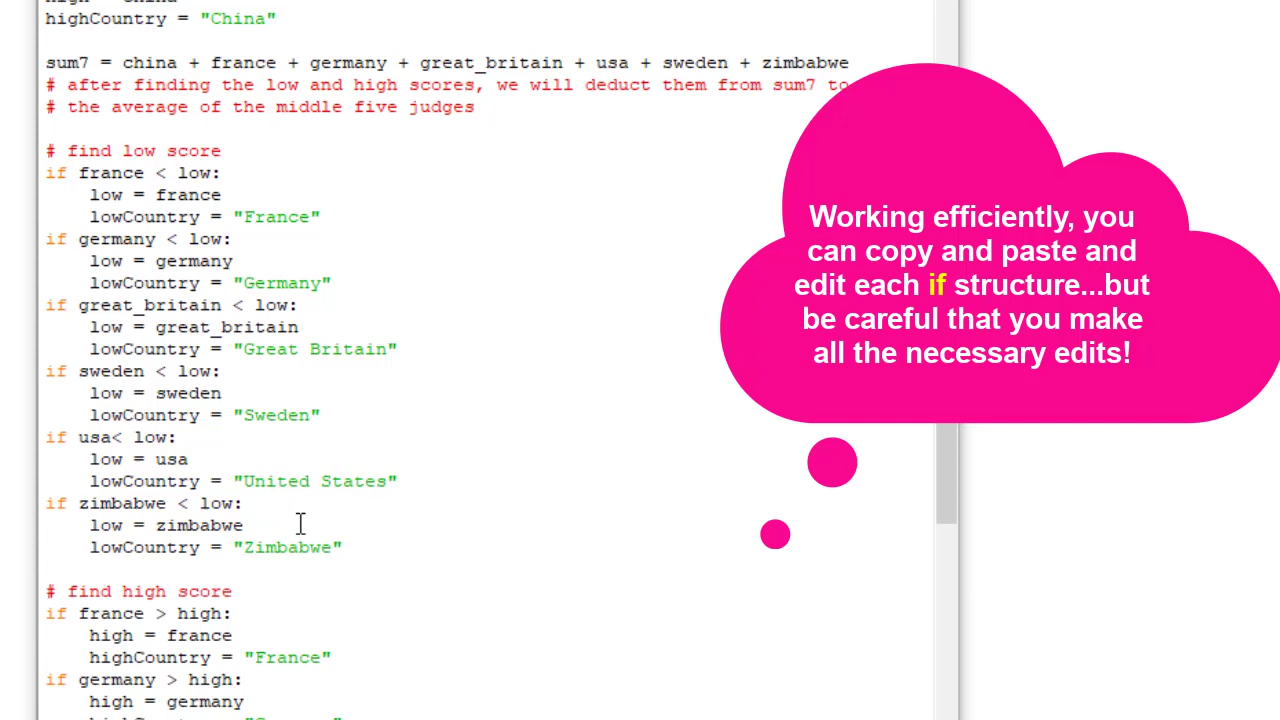 highCountry = "China"
sum7 = china + france + germany + great_britain + usa + sweden + zimbabwe
# after finding the low and high scores, we will deduct them from sum7 to
# the average of the middle five judges
# find low score
if france < low:
    low = france
    lowCountry = "France"
if germany < low:
    low = germany
    lowCountry = "Germany"
if great_britain < low:
    low = great_britain
    lowCountry = "Great Britain"
if sweden < low:
    low = sweden
    lowCountry = "Sweden"
if usa< low:
    low = usa
    lowCountry = "United States"
if zimbabwe < low:
    low = zimbabwe
    lowCountry = "Zimbabwe"
# find high score
if france > high:
    high = france
    highCountry = "France"
if germany > high:
    high = germany
Working efficiently, you
can copy and paste and
edit each if structure...but
be careful that you make
all the necessary edits!